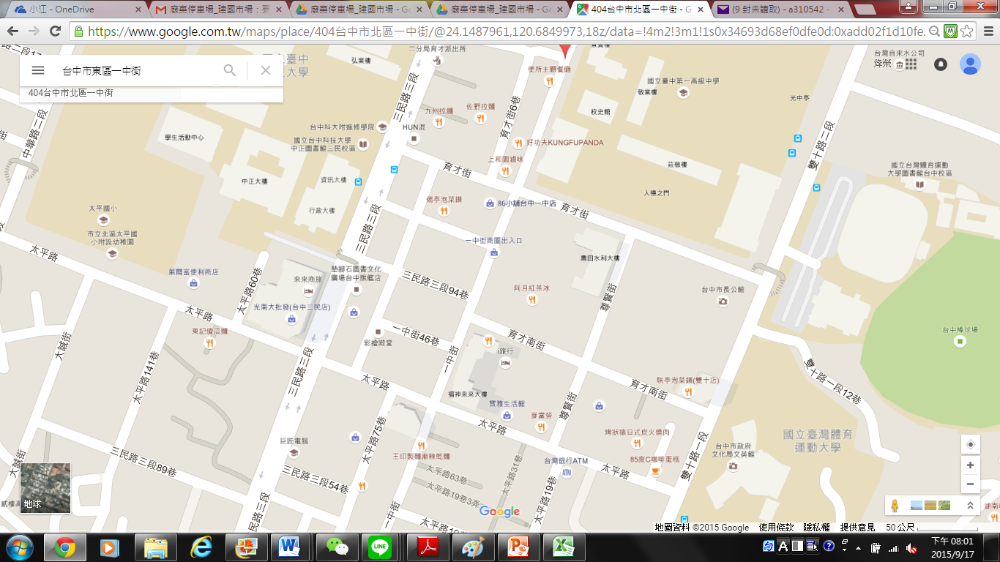 小江 - OneDrive
廢棄停車場_建國市場：要
廢棄停車場_建國市場 - Go
廢棄停車場_建國市場 - Go
404台中市北區一中街 - G
(9 封未讀取) - a310542 -
https://www.google.com.tw/maps/place/404台中市北區一中街/@24.1487961,120.6849973,18z/data=!4m2!3m1!1s0x34693d68ef0dfe0d:0xadd02f1d10fe
台中市東區一中街
404台中市北區一中街
弘業樓
二分局育才派出所
便所主題餐廳
台灣自來水公司
烽榮
國立臺中第一高級中學
敬業樓
光中亭
校史館
九州拉麵
佐野拉麵
育才街6巷
三民路三段
中華路二段
學生活動中心
台中科大附進修學院
HUN混
國立台中科技大學
中正圖書館三民校區
好功夫KUNGFUPANDA
上和園滷味
雙十路二段
莊敬樓
國立台灣體育運動
大學圖書館台中校區
中正大樓
資訊大樓
育才街
入德之門
太平國小
行政大樓
偈亭泡菜鍋
86小舖台中一中店
育才街
市立北區太平國
小附設幼稚園
三民路三段
一中街商圈出入口
農田水利大樓
太平路
萊爾富便利商店
太平路60巷
來來商旅
墊腳石圖書文化
廣場台中旗艦店
三民路三段94巷
阿月紅茶冰
尊賢街
台中市長公館
光南大批發(台中三民店)
太平路
東記傻瓜麵
大誠街
彩繪殿堂
一中街46巷
育才南街
台中棒球場
太平路141巷
三民路三段
一中街
i旅行
太平路
福神來來大樓
尊賢街
育才南街
联亭泡菜鍋(雙十店)
雙十路一段12巷
寶雅生活館
麥當勞
太平路
太平路75巷
烤狀猿日式炭火燒肉
國立臺灣體育
運動大學
巨匠電腦
王印製麵麻辣乾麵
台中市政府
文化局文英館
三民路三段89巷
大誠街
三民路三段54巷
太平路63巷
太平路31巷
台灣銀行ATM
ATM
85度C咖啡蛋糕
太平路
雙十路一段
太平路19巷3弄
太平路19巷
地球
三民路三段
一中街
Google
地圖資料 ©2015 Google
使用條款
隱私權
提供意見
50 公尺
下午 08:01
2015/9/17